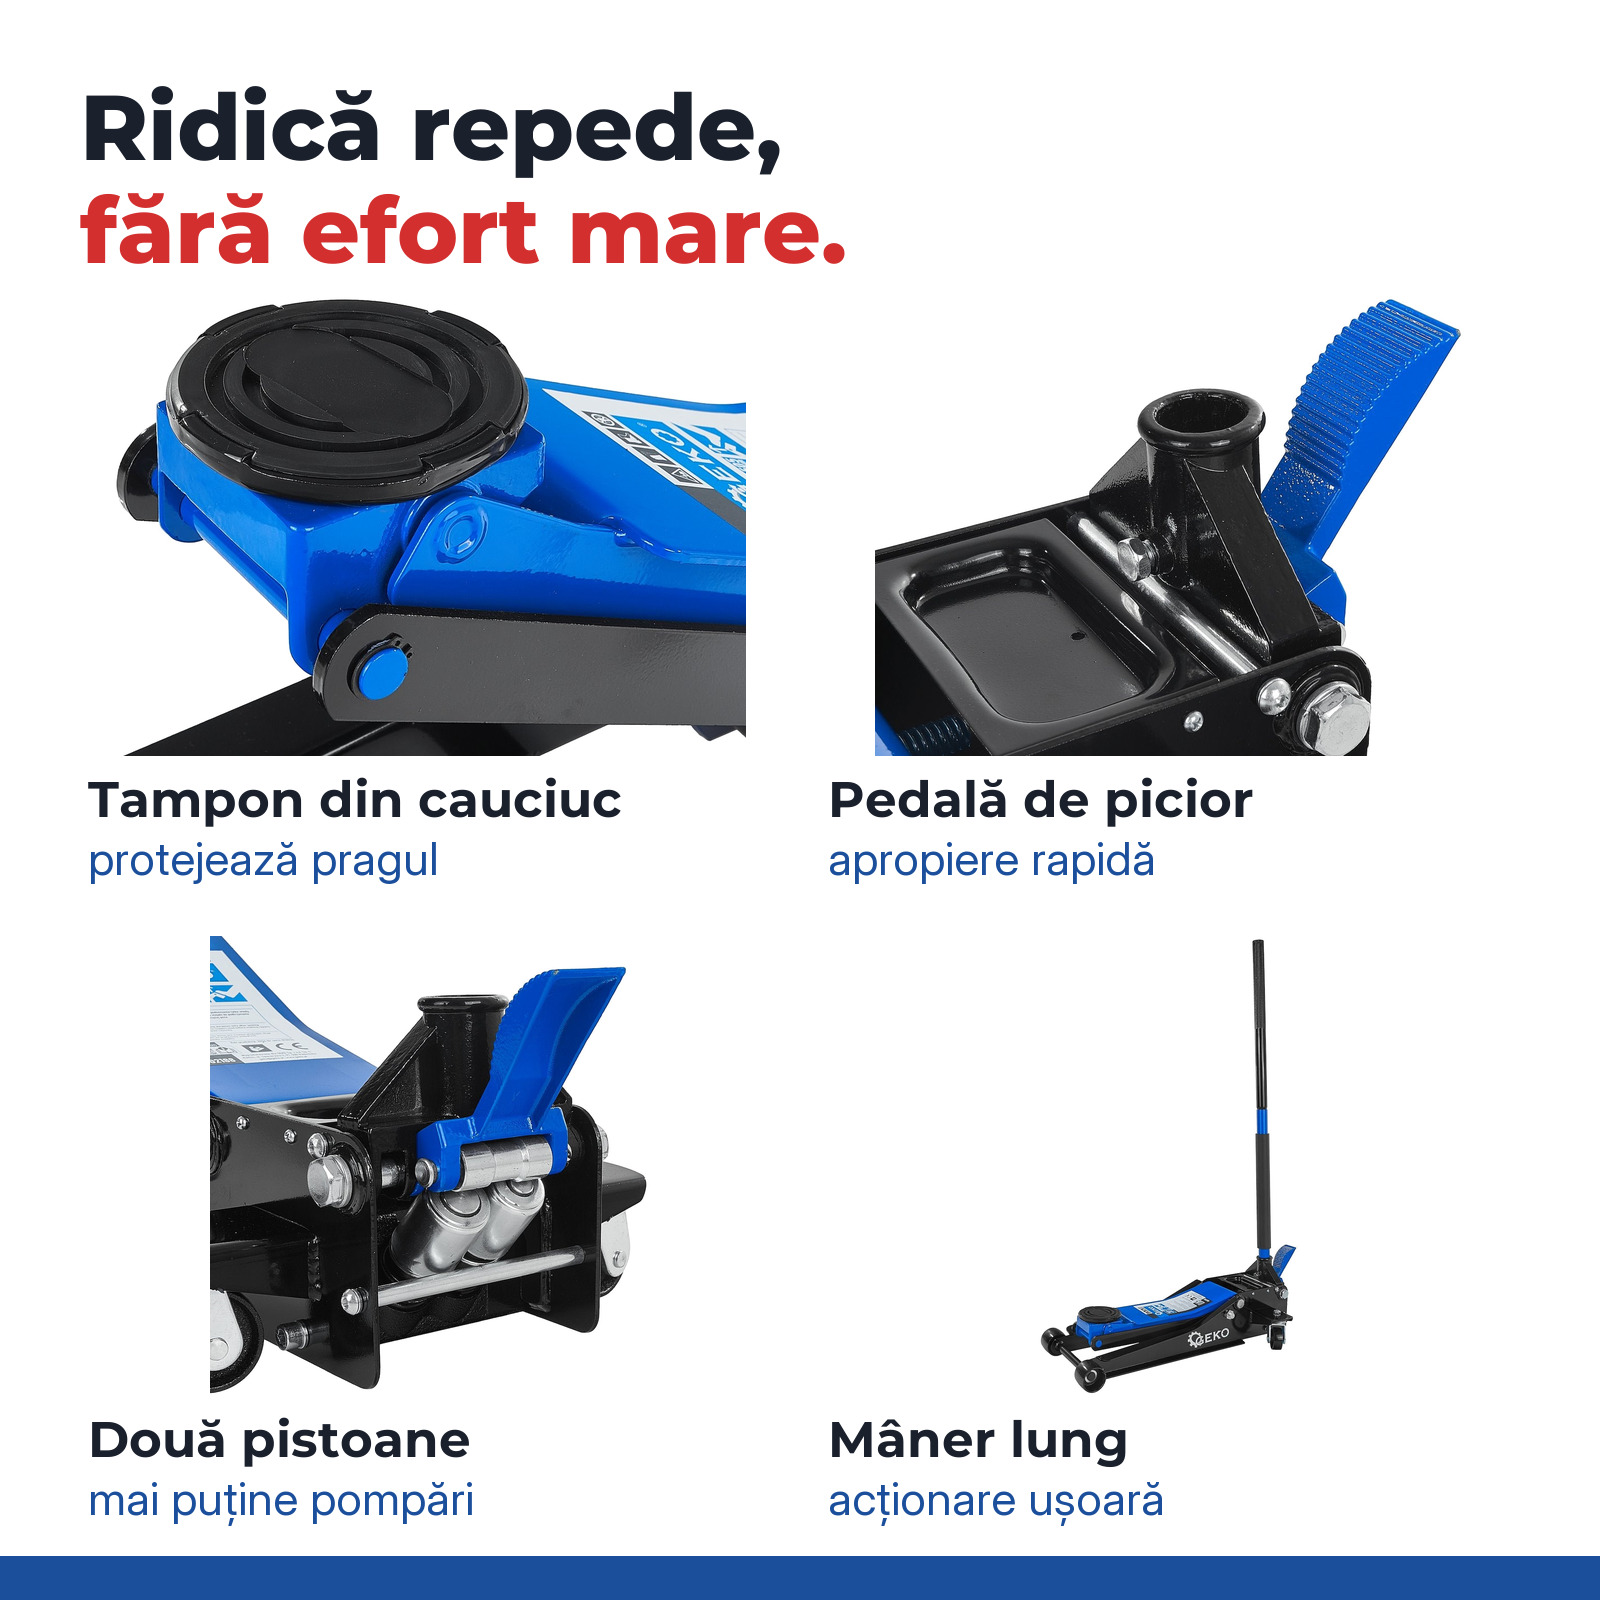 Ridică repede,
fără efort mare.
Tampon din cauciuc
protejează pragul
Pedală de picior
apropiere rapidă
Două pistoane
mai puține pompări
GEKO
Mâner lung
acționare ușoară